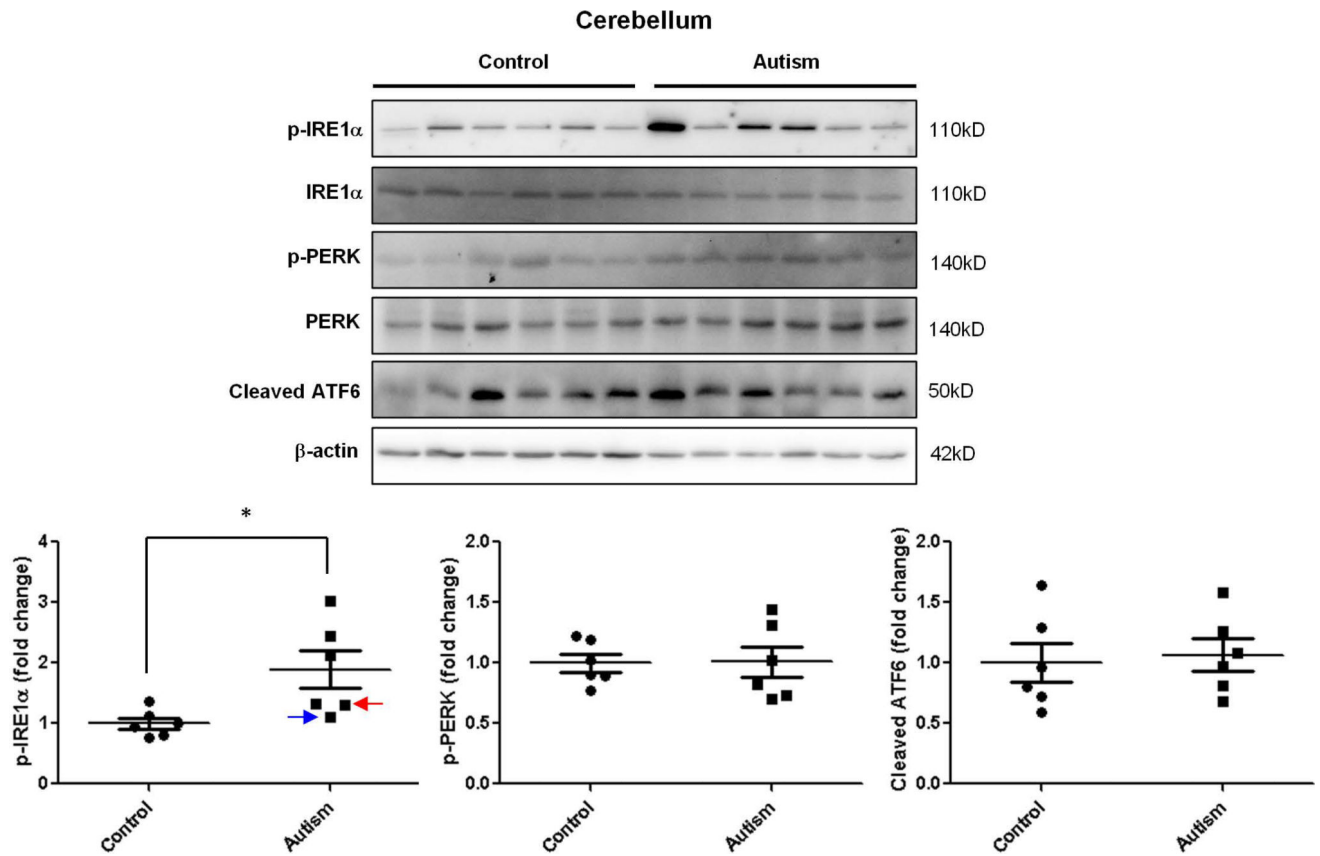 Cerebellum
Control Autism
p-IRE1α 110kD
IRE1α 110kD
p-PERK 140kD
PERK 140kD
Cleaved ATF6 50kD
β-actin 42kD
*
p-IRE1α (fold change)
4
3
2
1
0
Control Autism
p-PERK (fold change)
2.0
1.5
1.0
0.5
0.0
Control Autism
Cleaved ATF6 (fold change)
2.0
1.5
1.0
0.5
0.0
Control Autism